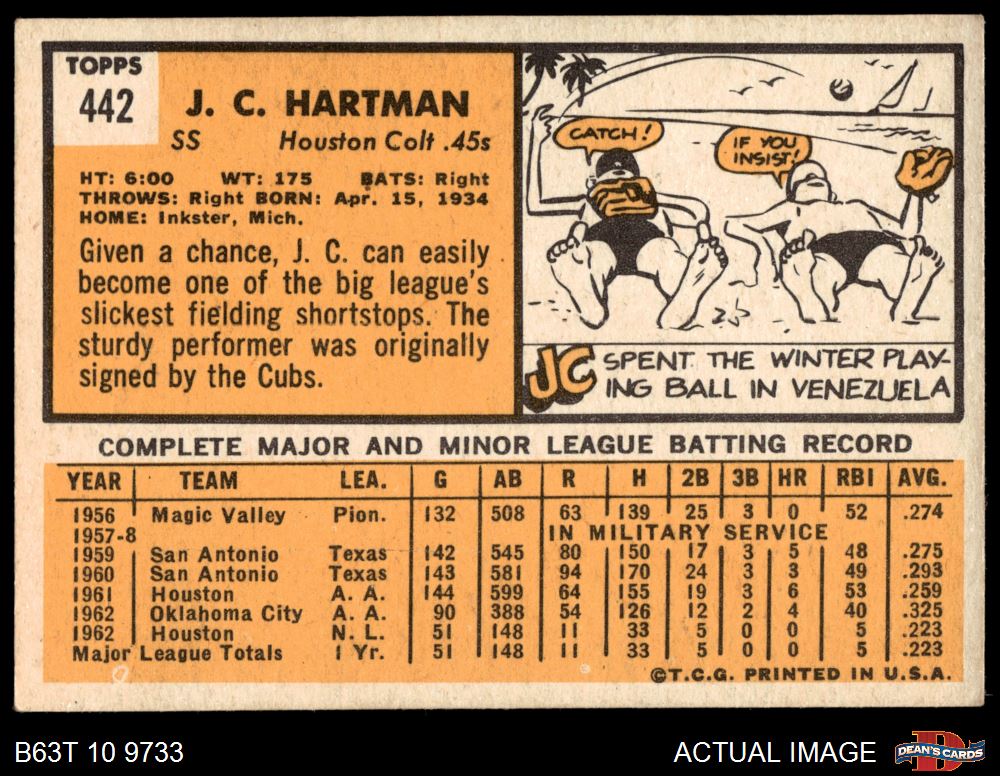 TOPPS
442
J. C. HARTMAN
SS Houston Colt .45s
HT: 6:00 WT: 175 BATS: Right
THROWS: Right BORN: Apr. 15, 1934
HOME: Inkster, Mich.
Given a chance, J. C. can easily
become one of the big league's
slickest fielding shortstops. The
sturdy performer was originally
signed by the Cubs.
CATCH!
IF YOU
INSIST!
JC SPENT THE WINTER PLAY-
ING BALL IN VENEZUELA
COMPLETE MAJOR AND MINOR LEAGUE BATTING RECORD
YEAR TEAM LEA. G AB R H 2B 3B HR RBI AVG.
1956 Magic Valley Pion. 132 508 63 139 25 3 0 52 .274
1957-8 IN MILITARY SERVICE
1959 San Antonio Texas 142 545 80 150 17 3 5 48 .275
1960 San Antonio Texas 143 581 94 170 24 3 3 49 .293
1961 Houston A. A. 144 599 64 155 19 3 6 53 .259
1962 Oklahoma City A. A. 90 388 54 126 12 2 4 40 .325
1962 Houston N. L. 51 148 11 33 5 0 0 5 .223
Major League Totals 1 Yr. 51 148 11 33 5 0 0 5 .223
©T.C.G. PRINTED IN U.S.A.
B63T 10 9733
ACTUAL IMAGE
DEAN'S CARDS